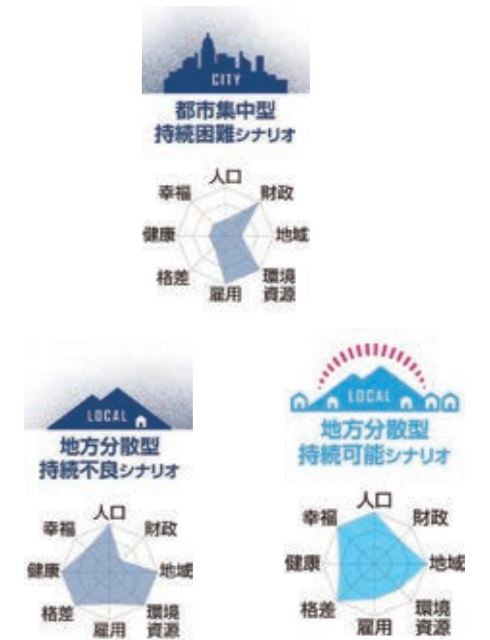 CITY
都市集中型
持続困難シナリオ
人口
幸福
財政
健康
地域
格差
環境
資源
雇用
LOCAL
地方分散型
持続不良シナリオ
人口
幸福
財政
健康
地域
格差
環境
資源
雇用
LOCAL
地方分散型
持続可能シナリオ
人口
幸福
財政
健康
地域
格差
環境
資源
雇用